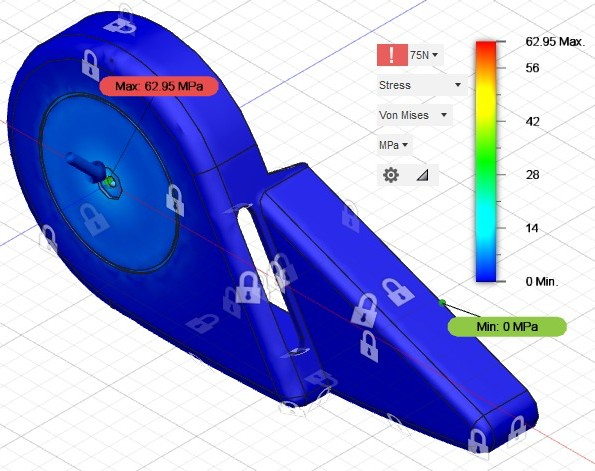 62.95 Max.
! 75N
56
Stress
Max: 62.95 MPa
Von Mises
42
MPa
28
14
0 Min.
Min: 0 MPa